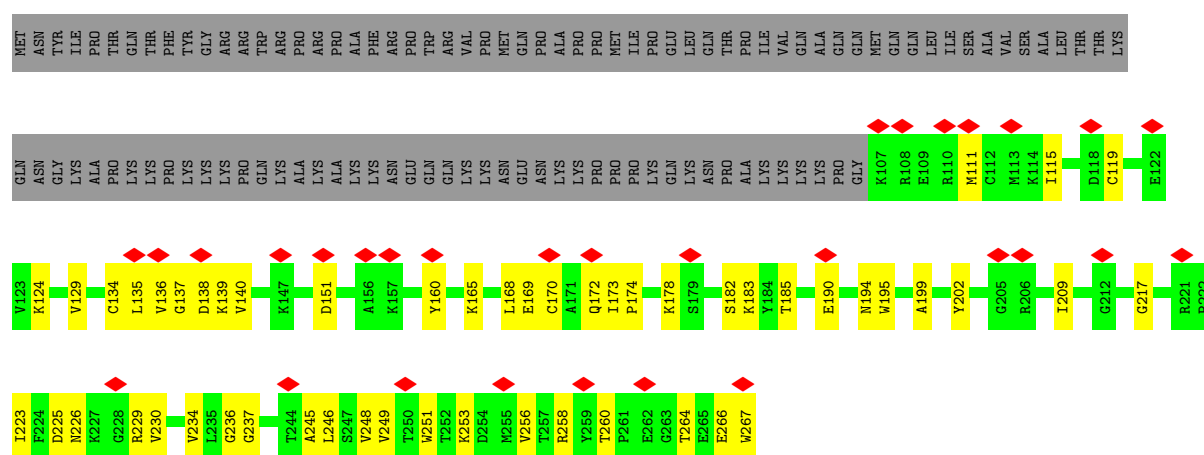 MET ASN TYR ILE PRO THR GLN THR PHE TYR GLY ARG ARG TRP ARG PRO ARG PRO ALA PHE ARG PRO TRP ARG VAL PRO MET GLN PRO ALA PRO PRO MET ILE PRO GLU LEU GLN THR PRO ILE VAL GLN ALA GLN GLN MET GLN GLN LEU ILE SER ALA VAL SER ALA LEU THR THR LYS
GLN ASN GLY LYS ALA PRO LYS LYS PRO LYS LYS LYS PRO GLN LYS ALA LYS ALA LYS LYS ASN GLU GLN GLN LYS LYS ASN GLU ASN LYS LYS PRO PRO PRO LYS GLN LYS ASN PRO ALA LYS LYS LYS LYS PRO GLY K107 R108 E109 R110 M111 C112 M113 K114 I115 D118 C119 E122
V123 K124 V129 C134 L135 V136 G137 D138 K139 V140 K147 D151 A156 K157 Y160 K165 L168 E169 C170 A171 Q172 I173 P174 K178 S179 S182 K183 Y184 T185 E190 N194 W195 A199 Y202 G205 R206 I209 G212 G217 R221
I223 F224 D225 N226 K227 G228 R229 V230 V234 L235 G236 G237 T244 A245 L246 S247 V248 V249 T250 W251 T252 K253 D254 M255 V256 T257 R258 Y259 T260 P261 E262 G263 T264 E265 E266 W267